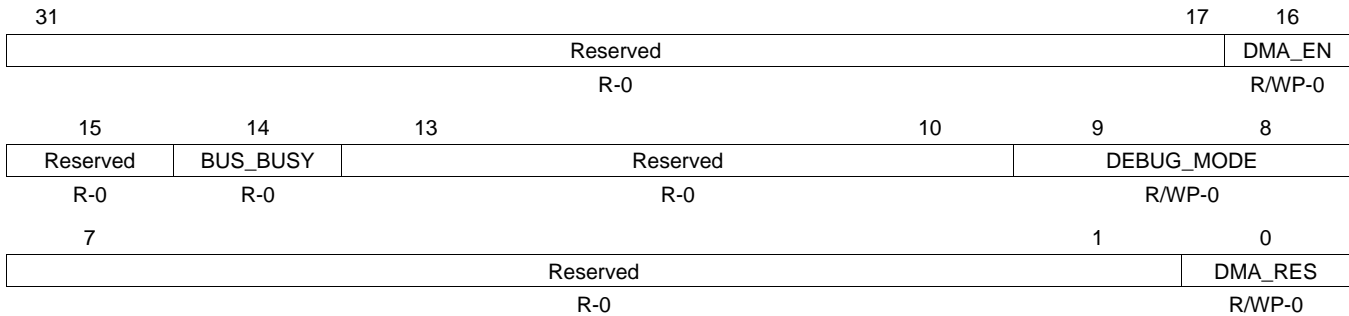 31 17 16
Reserved DMA_EN
R-0 R/WP-0
15 14 13 10 9 8
Reserved BUS_BUSY Reserved DEBUG_MODE
R-0 R-0 R-0 R/WP-0
7 1 0
Reserved DMA_RES
R-0 R/WP-0